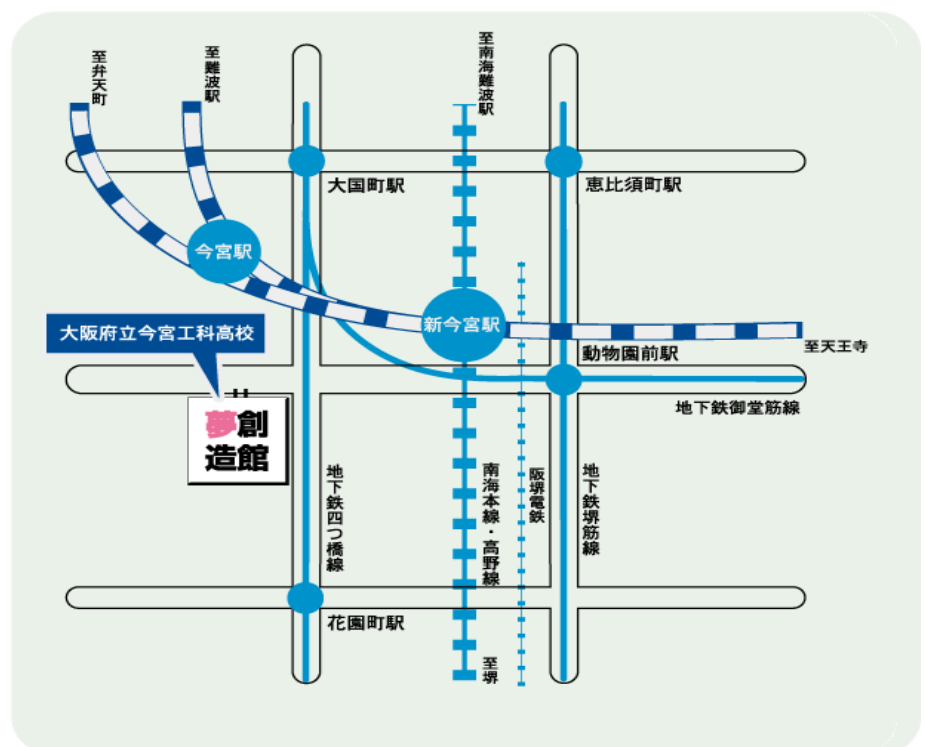 至弁天町
至難波駅
至南海難波駅
大国町駅
恵比須町駅
今宮駅
新今宮駅
大阪府立今宮工科高校
動物園前駅
至天王寺
地下鉄御堂筋線
夢創
造館
地下鉄四つ橋線
南海本線・高野線
阪堺電鉄
地下鉄堺筋線
花園町駅
至堺